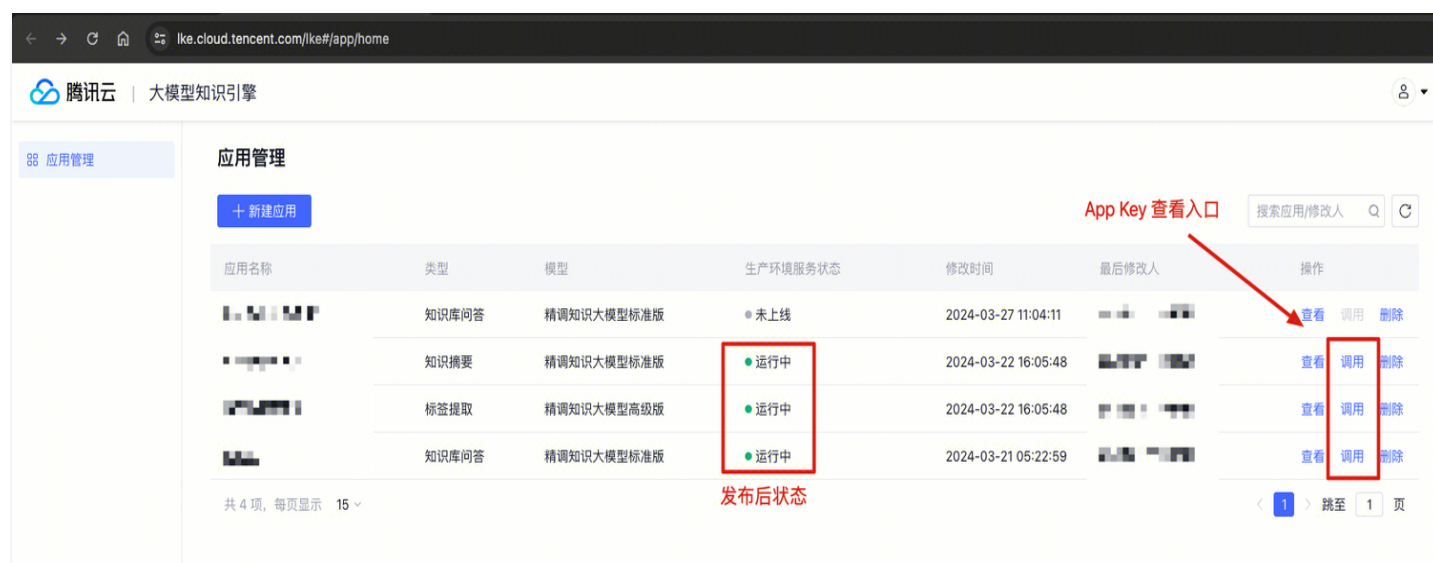 lke.cloud.tencent.com/lke#/app/home
腾讯云 | 大模型知识引擎
应用管理
应用管理
+ 新建应用
App Key 查看入口
搜索应用/修改人
应用名称 类型 模型 生产环境服务状态 修改时间 最后修改人 操作
知识库问答 精调知识大模型标准版 未上线 2024-03-27 11:04:11 查看 调用 删除
知识摘要 精调知识大模型标准版 运行中 2024-03-22 16:05:48 查看 调用 删除
标签提取 精调知识大模型高级版 运行中 2024-03-22 16:05:48 查看 调用 删除
知识库问答 精调知识大模型标准版 运行中 2024-03-21 05:22:59 查看 调用 删除
发布后状态
共 4 项, 每页显示 15 1 跳至 1 页